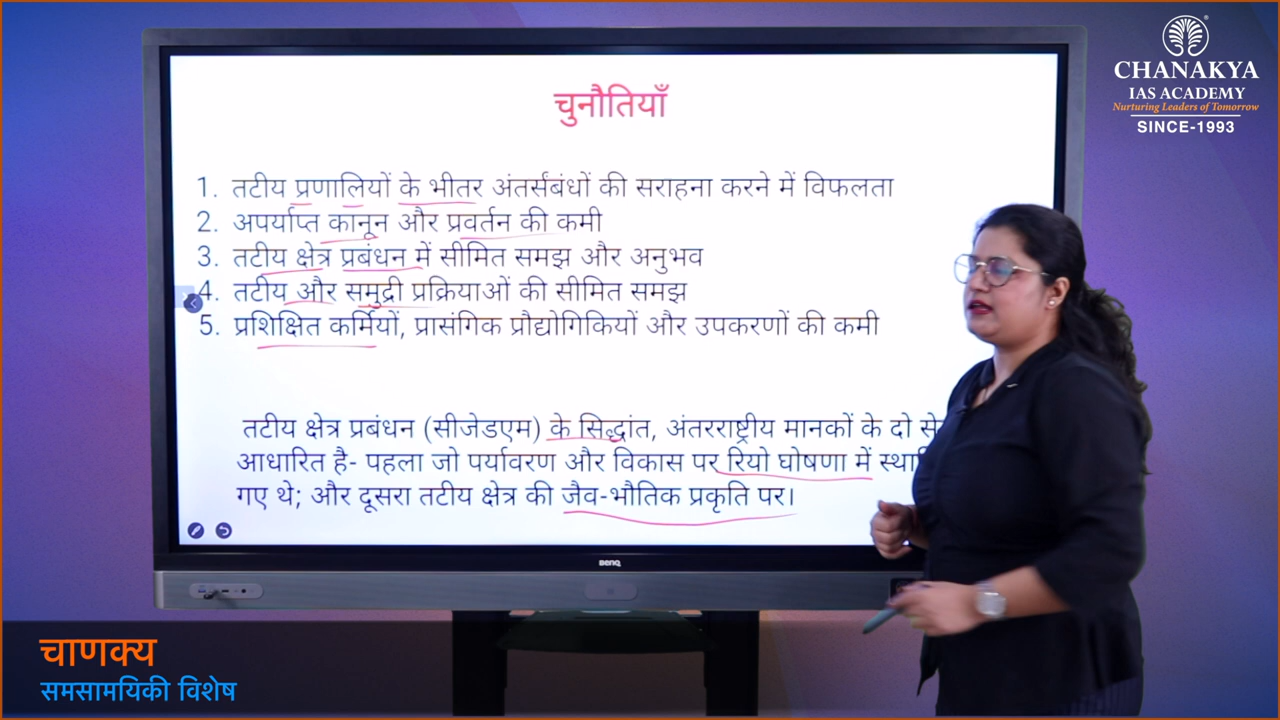 चुनौतियाँ
1. तटीय प्रणालियों के भीतर अंतर्संबंधों की सराहना करने में विफलता
2. अपर्याप्त कानून और प्रवर्तन की कमी
3. तटीय क्षेत्र प्रबंधन में सीमित समझ और अनुभव
4. तटीय और समुद्री प्रक्रियाओं की सीमित समझ
5. प्रशिक्षित कर्मियों, प्रासंगिक प्रौद्योगिकियों और उपकरणों की कमी
तटीय क्षेत्र प्रबंधन (सीजेडएम) के सिद्धांत, अंतरराष्ट्रीय मानकों के दो
आधारित है- पहला जो पर्यावरण और विकास पर रियो घोषणा में
गए थे; और दूसरा तटीय क्षेत्र की जैव-भौतिक प्रकृति पर।
BenQ
CHANAKYA
IAS ACADEMY
Nurturing Leaders of Tomorrow
SINCE-1993
चाणक्य
समसामयिकी विशेष